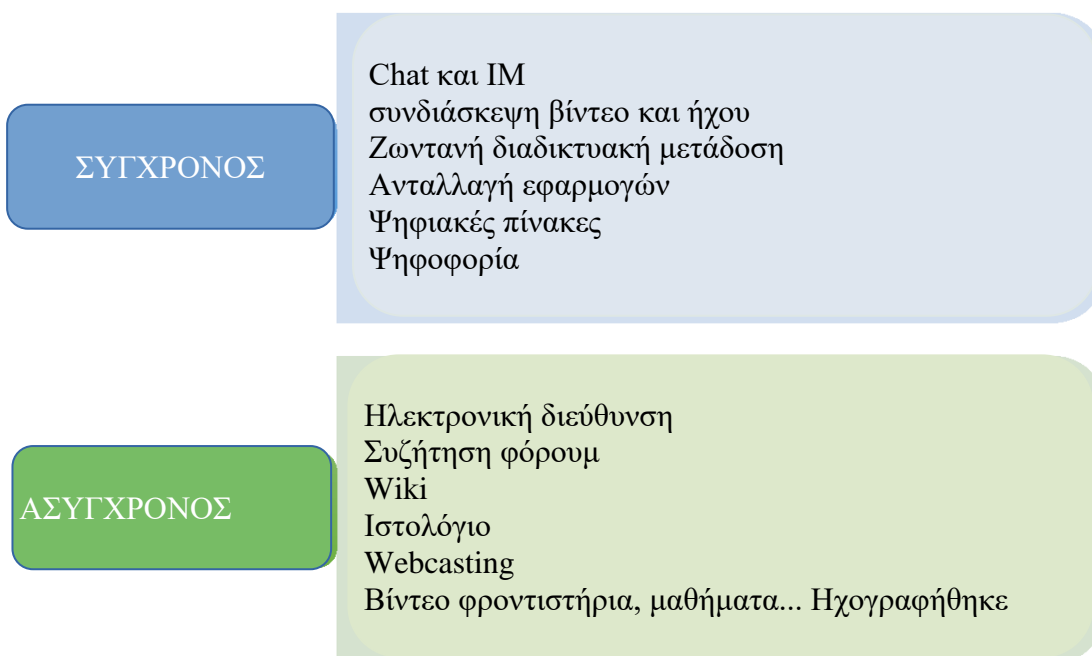 ΣΥΓΧΡΟΝΟΣ
Chat και IM
συνδιάσκεψη βίντεο και ήχου
Ζωντανή διαδικτυακή μετάδοση
Ανταλλαγή εφαρμογών
Ψηφιακές πίνακες
Ψηφοφορία
ΑΣΥΓΧΡΟΝΟΣ
Ηλεκτρονική διεύθυνση
Συζήτηση φόρουμ
Wiki
Ιστολόγιο
Webcasting
Βίντεο φροντιστήρια, μαθήματα... Ηχογραφήθηκε